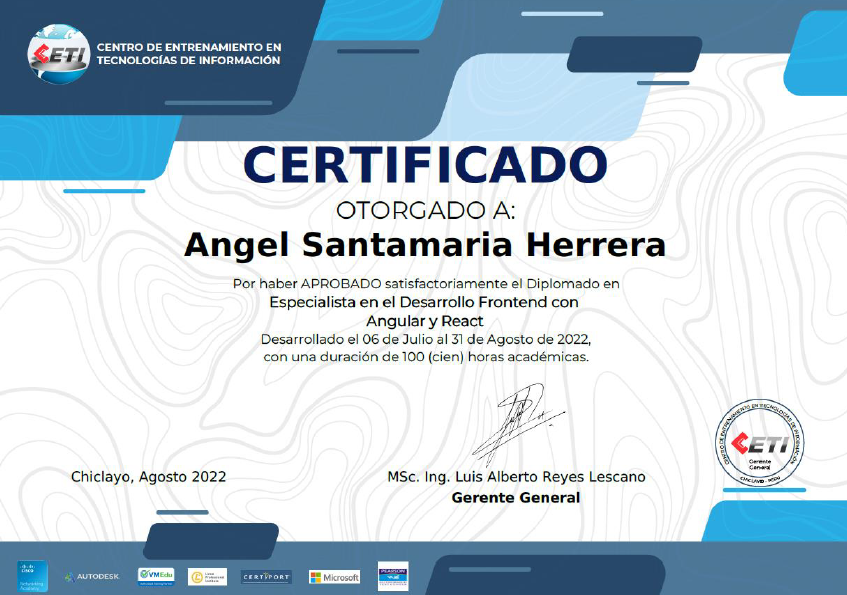 CETI
CENTRO DE ENTRENAMIENTO EN
TECNOLOGÍAS DE INFORMACIÓN
CERTIFICADO
OTORGADO A:
Angel Santamaria Herrera
Por haber APROBADO satisfactoriamente el Diplomado en
Especialista en el Desarrollo Frontend con
Angular y React
Desarrollado el 06 de Julio al 31 de Agosto de 2022,
con una duración de 100 (cien) horas académicas.
Chiclayo, Agosto 2022
MSc. Ing. Luis Alberto Reyes Lescano
Gerente General
CENTRO DE ENTRENAMIENTO EN TECNOLOGÍAS DE INFORMACIÓN
CETI
Gerente
General
CHICLAYO - PERÚ
CISCO
Networking
Academy
AUTODESK
VMEdu
Linux
Professional
Institute
CERTIPORT
Microsoft
PEARSON
VUE